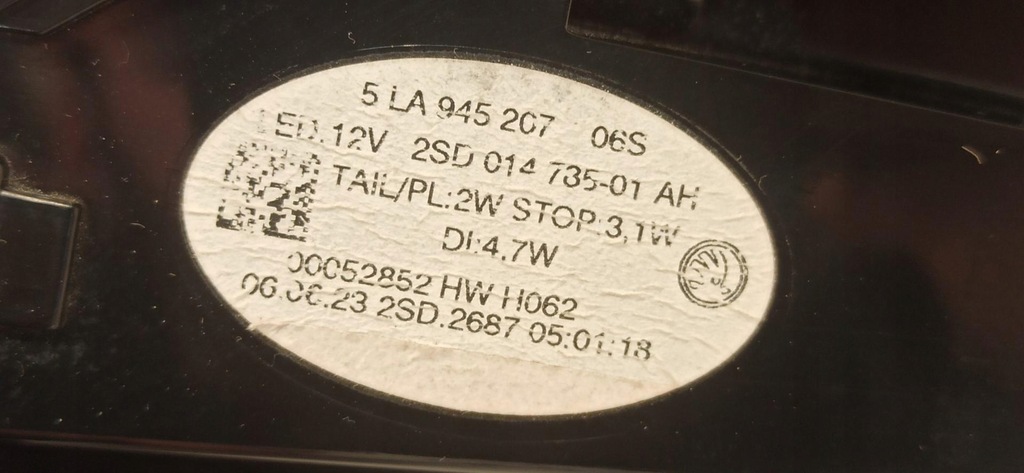 5 LA 945 207 06S
LED.12V 2SD 014 735-01 AH
TAIL/PL:2W STOP:3,1W
DI:4.7W
00052852 HW H062
06.06.23 2SD.2687 05:01:18